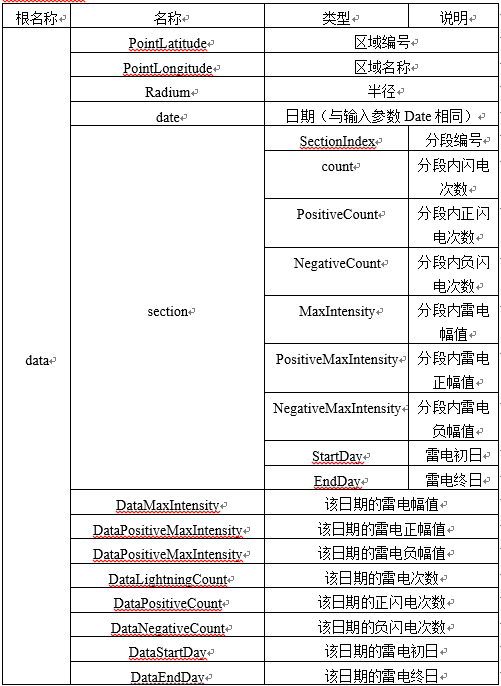 根名称 名称 类型 说明
data
PointLatitude 区域编号
PointLongitude 区域名称
Radium 半径
date 日期（与输入参数 Date 相同）
section
SectionIndex 分段编号
count 分段内闪电
次数
PositiveCount 分段内正闪
电次数
NegativeCount 分段内负闪
电次数
MaxIntensity 分段内雷电
幅值
PositiveMaxIntensity 分段内雷电
正幅值
NegativeMaxIntensity 分段内雷电
负幅值
StartDay 雷电初日
EndDay 雷电终日
DataMaxIntensity 该日期的雷电幅值
DataPositiveMaxIntensity 该日期的雷电正幅值
DataPositiveMaxIntensity 该日期的雷电负幅值
DataLightningCount 该日期的雷电次数
DataPositiveCount 该日期的正闪电次数
DataNegativeCount 该日期的负闪电次数
DataStartDay 该日期的雷电初日
DataEndDay 该日期的雷电终日